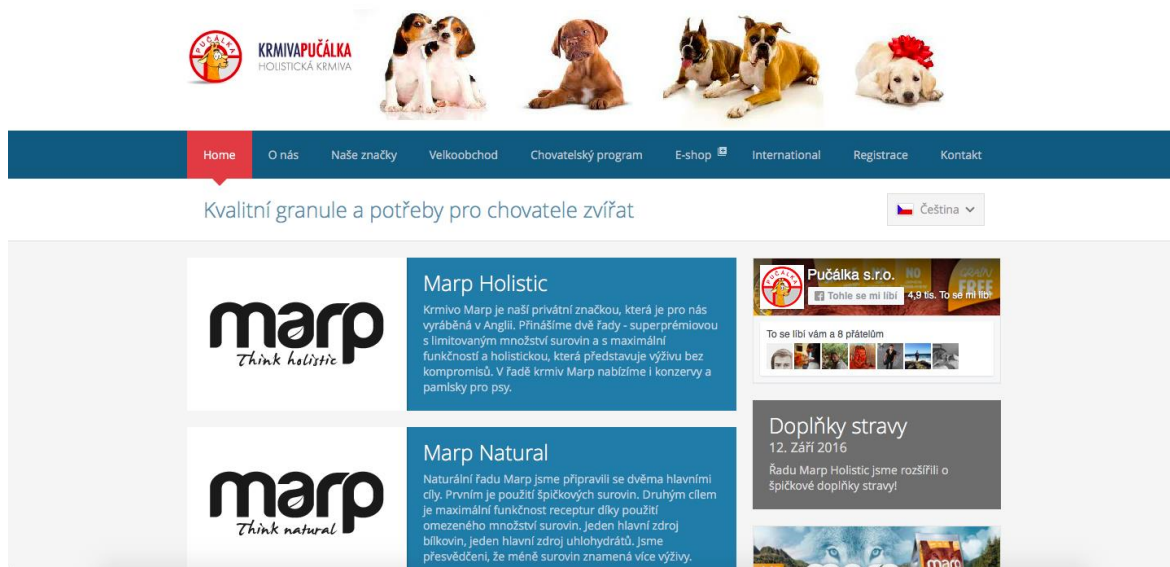 PUČÁLKA
KRMIVAPUČÁLKA
HOLISTICKÁ KRMIVA
Home
O nás
Naše značky
Velkoobchod
Chovatelský program
E-shop
International
Registrace
Kontakt
Kvalitní granule a potřeby pro chovatele zvířat
Čeština
marp
Think holistic
Marp Holistic
Krmivo Marp je naší privátní značkou, která je pro nás
vyráběná v Anglii. Přinášíme dvě řady - superprémiovou
s limitovaným množství surovin a s maximální
funkčností a holistickou, která představuje výživu bez
kompromisů. V řadě krmiv Marp nabízíme i konzervy a
pamlsky pro psy.
marp
Think natural
Marp Natural
Naturální řadu Marp jsme připravili se dvěma hlavními
cíly. Prvním je použití špičkových surovin. Druhým cílem
je maximální funkčnost receptur díky použití
omezeného množství surovin. Jeden hlavní zdroj
bílkovin, jeden hlavní zdroj uhlohydrátů. Jsme
přesvědčeni, že méně surovin znamená více výživy.
Pučálka s.r.o.
NO
GRAIN
FREE
Tohle se mi líbí
4,9 tis. To se mi líbí
To se líbí vám a 8 přátelům
Doplňky stravy
12. Září 2016
Řadu Marp Holistic jsme rozšířili o
špičkové doplňky stravy!
marp